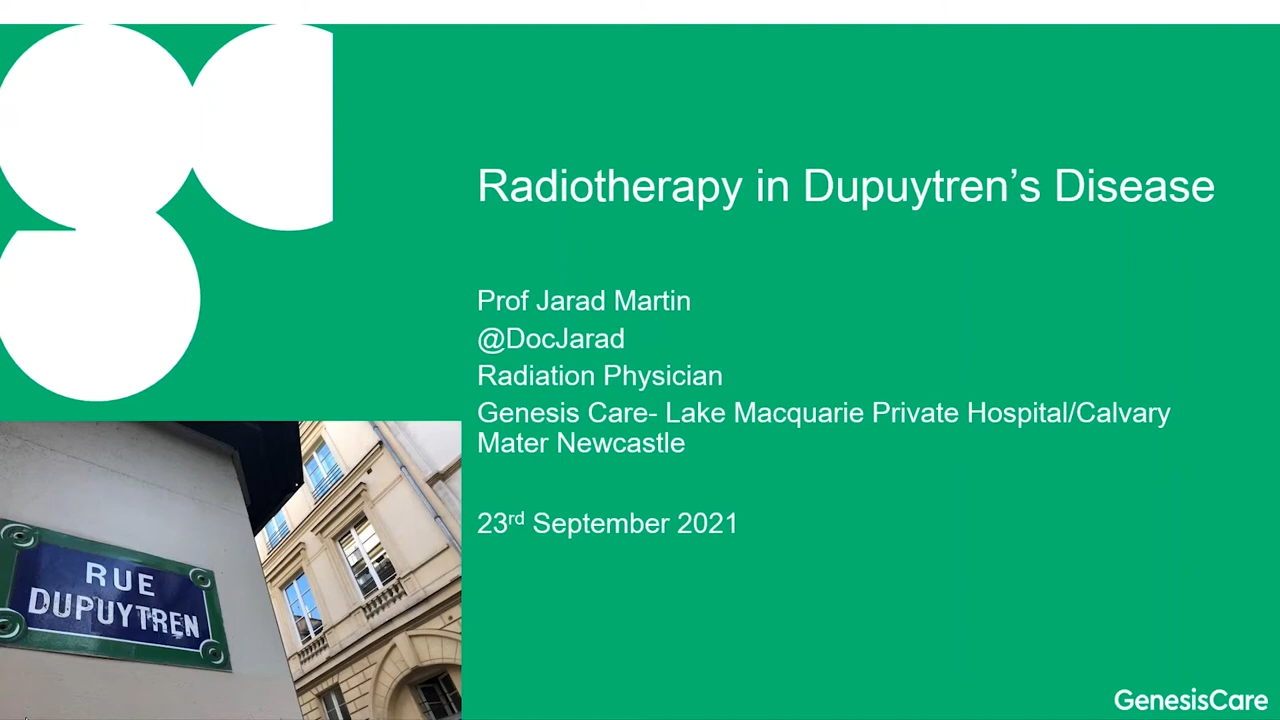 Radiotherapy in Dupuytren’s Disease
Prof Jarad Martin
@DocJarad
Radiation Physician
Genesis Care- Lake Macquarie Private Hospital/Calvary
Mater Newcastle
23rd September 2021
RUE
DUPUYTREN
GenesisCare